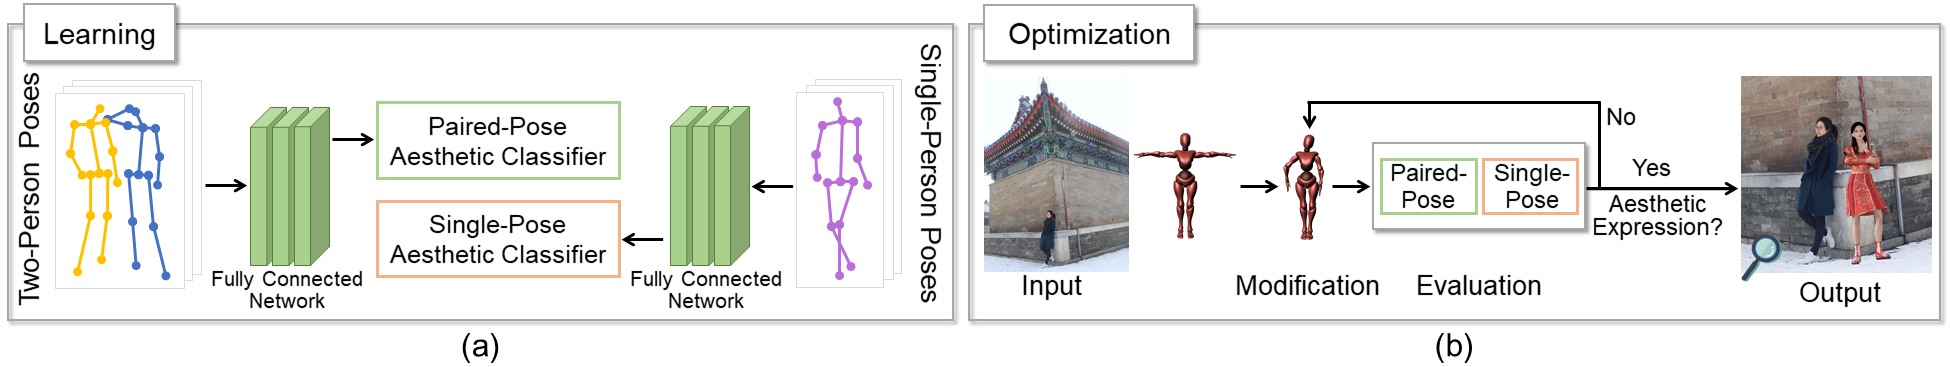 Learning
Two-Person Poses
Fully Connected
Network
Paired-Pose
Aesthetic Classifier
Single-Pose
Aesthetic Classifier
Fully Connected
Network
Single-Person Poses
(a)
Optimization
Input
Modification
Paired-
Pose
Single-
Pose
Evaluation
No
Yes
Aesthetic
Expression?
Output
(b)